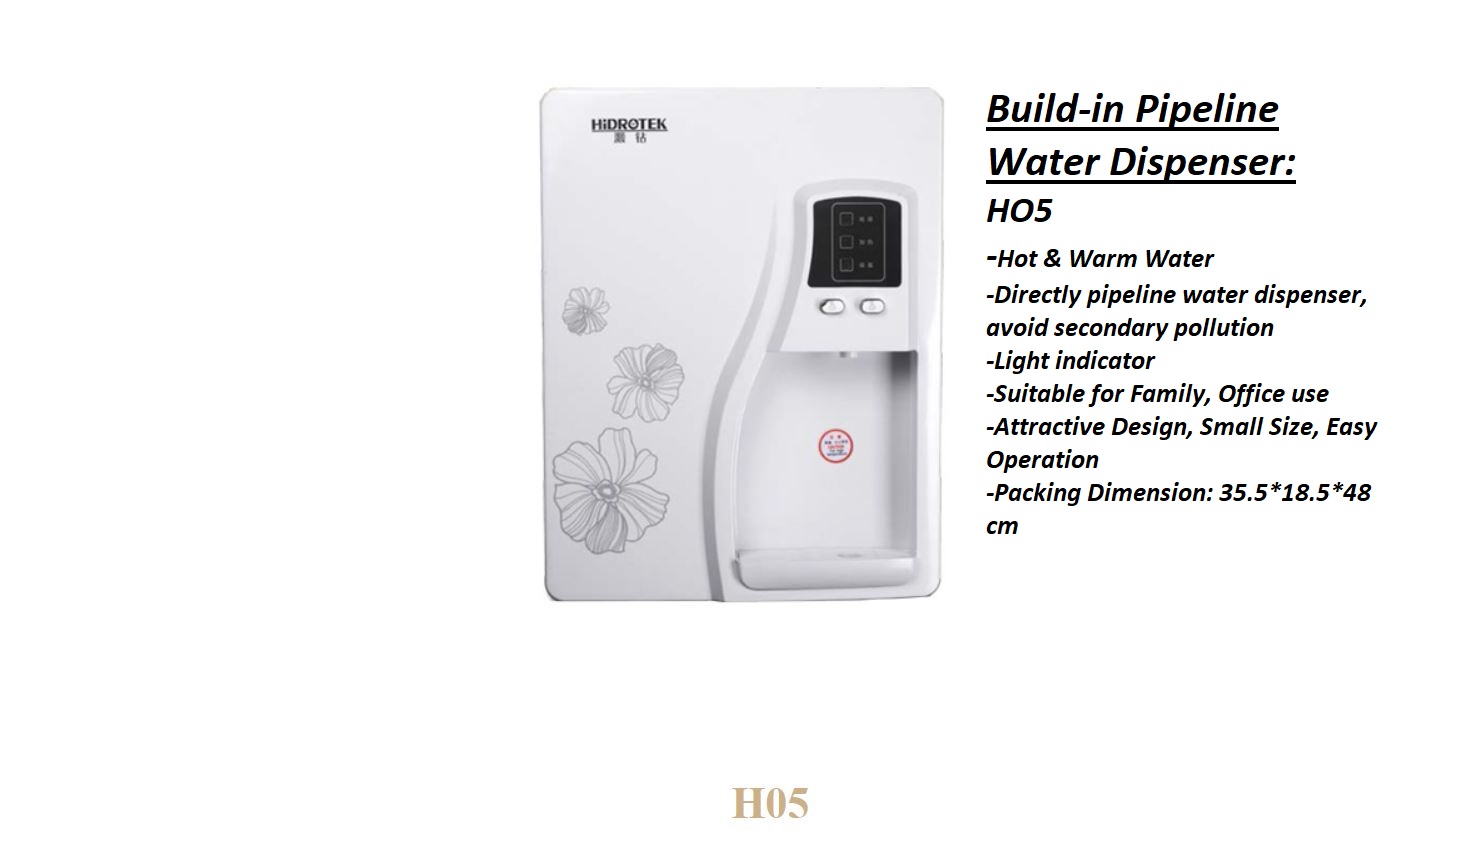 HiDROTEK
Build-in Pipeline
Water Dispenser:
HO5
-Hot & Warm Water
-Directly pipeline water dispenser,
avoid secondary pollution
-Light indicator
-Suitable for Family, Office use
-Attractive Design, Small Size, Easy
Operation
-Packing Dimension: 35.5*18.5*48
cm
H05